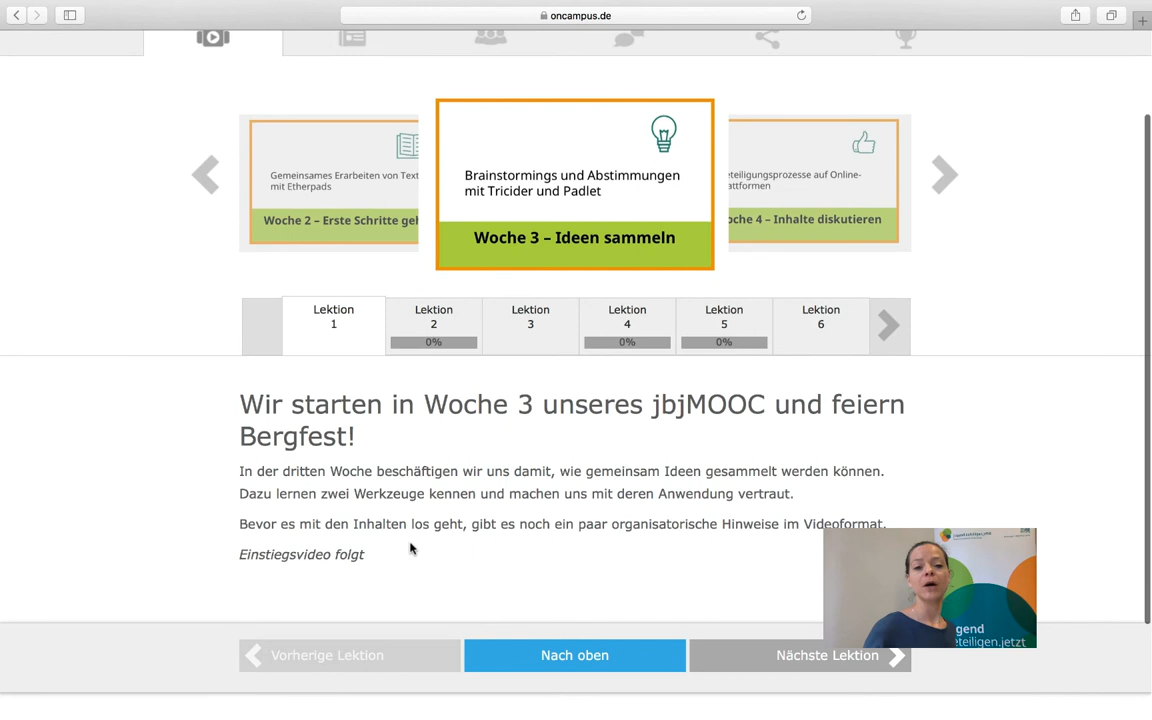 oncampus.de
Gemeinsames Erarbeiten von Text
mit Etherpads
Woche 2 – Erste Schritte geh
Brainstormings und Abstimmungen
mit Tricider und Padlet
Woche 3 – Ideen sammeln
eteiligungsprozesse auf Online-
attformen
oche 4 – Inhalte diskutieren
Lektion
1
Lektion
2
0%
Lektion
3
Lektion
4
0%
Lektion
5
0%
Lektion
6
Wir starten in Woche 3 unseres jbjMOOC und feiern
Bergfest!
In der dritten Woche beschäftigen wir uns damit, wie gemeinsam Ideen gesammelt werden können.
Dazu lernen zwei Werkzeuge kennen und machen uns mit deren Anwendung vertraut.
Bevor es mit den Inhalten los geht, gibt es noch ein paar organisatorische Hinweise im Videoformat.
Einstiegsvideo folgt
gend
eteiligen.jetzt
Vorherige Lektion
Nach oben
Nächste Lektion